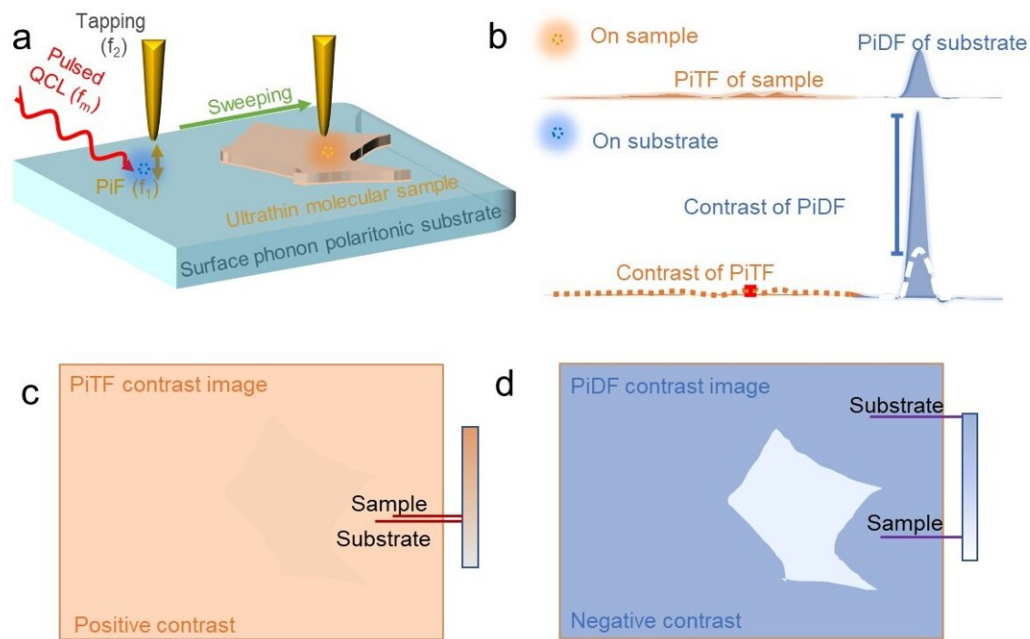 a
Tapping
(f₂)
Pulsed
QCL (fₘ)
Sweeping
PiF (f₁)
Ultrathin molecular sample
Surface phonon polaritonic substrate
b
On sample
PiDF of substrate
PiTF of sample
On substrate
Contrast of PiDF
Contrast of PiTF
c
PiTF contrast image
Sample
Substrate
Positive contrast
d
PiDF contrast image
Substrate
Sample
Negative contrast